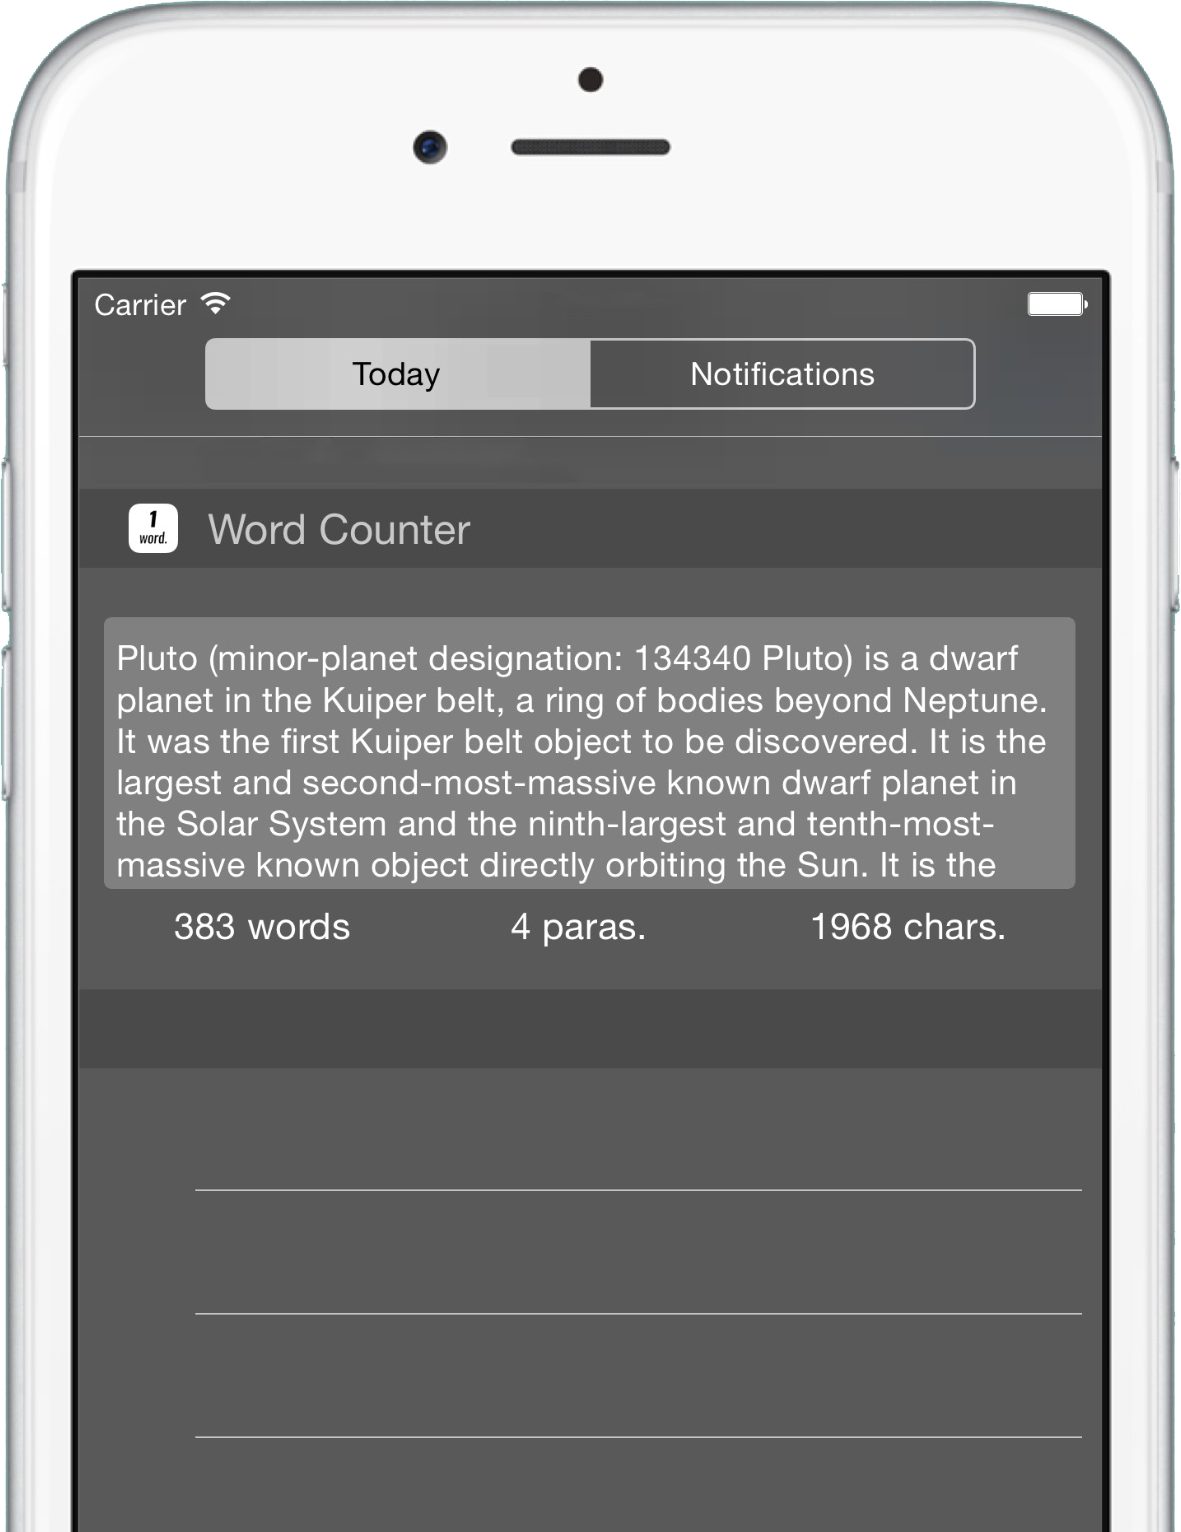 Carrier
Today
Notifications
1
word.
Word Counter
Pluto (minor-planet designation: 134340 Pluto) is a dwarf
planet in the Kuiper belt, a ring of bodies beyond Neptune.
It was the first Kuiper belt object to be discovered. It is the
largest and second-most-massive known dwarf planet in
the Solar System and the ninth-largest and tenth-most-
massive known object directly orbiting the Sun. It is the
383 words
4 paras.
1968 chars.